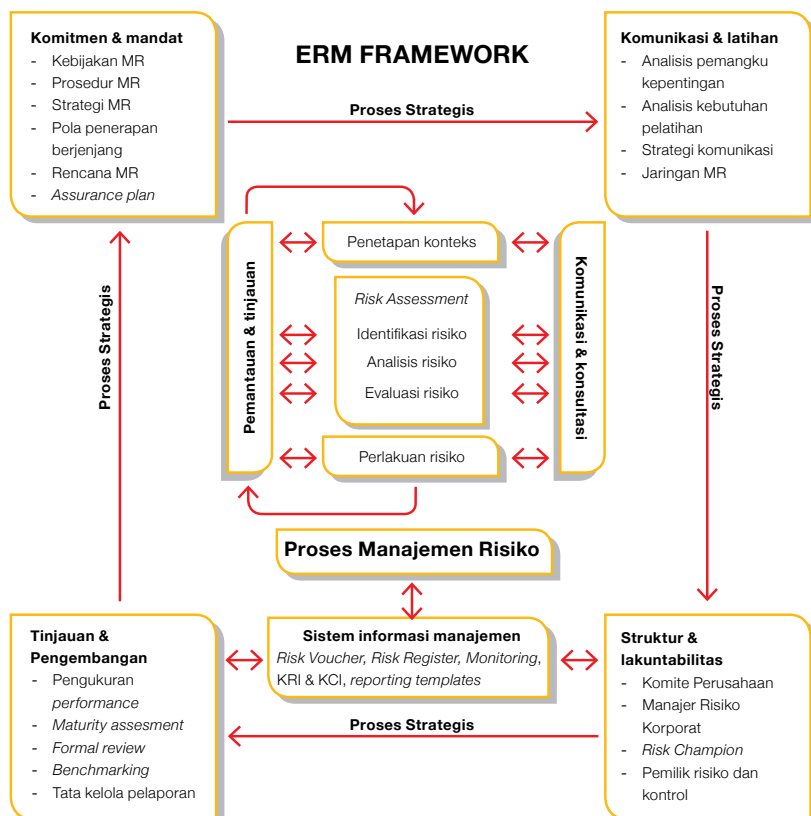 Komitmen & mandat
- Kebijakan MR
- Prosedur MR
- Strategi MR
- Pola penerapan
berjenjang
- Rencana MR
- Assurance plan
ERM FRAMEWORK
Proses Strategis
Komunikasi & latihan
- Analisis pemangku
kepentingan
- Analisis kebutuhan
pelatihan
- Strategi komunikasi
- Jaringan MR
Proses Strategis
Pemantauan & tinjauan
Penetapan konteks
Risk Assessment
Identifikasi risiko
Analisis risiko
Evaluasi risiko
Perlakuan risiko
Komunikasi & konsultasi
Proses Strategis
Proses Manajemen Risiko
Tinjauan &
Pengembangan
- Pengukuran
performance
- Maturity assesment
- Formal review
- Benchmarking
- Tata kelola pelaporan
Sistem informasi manajemen
Risk Voucher, Risk Register, Monitoring,
KRI & KCI, reporting templates
Proses Strategis
Struktur &
lakuntabilitas
- Komite Perusahaan
- Manajer Risiko
Korporat
- Risk Champion
- Pemilik risiko dan
kontrol